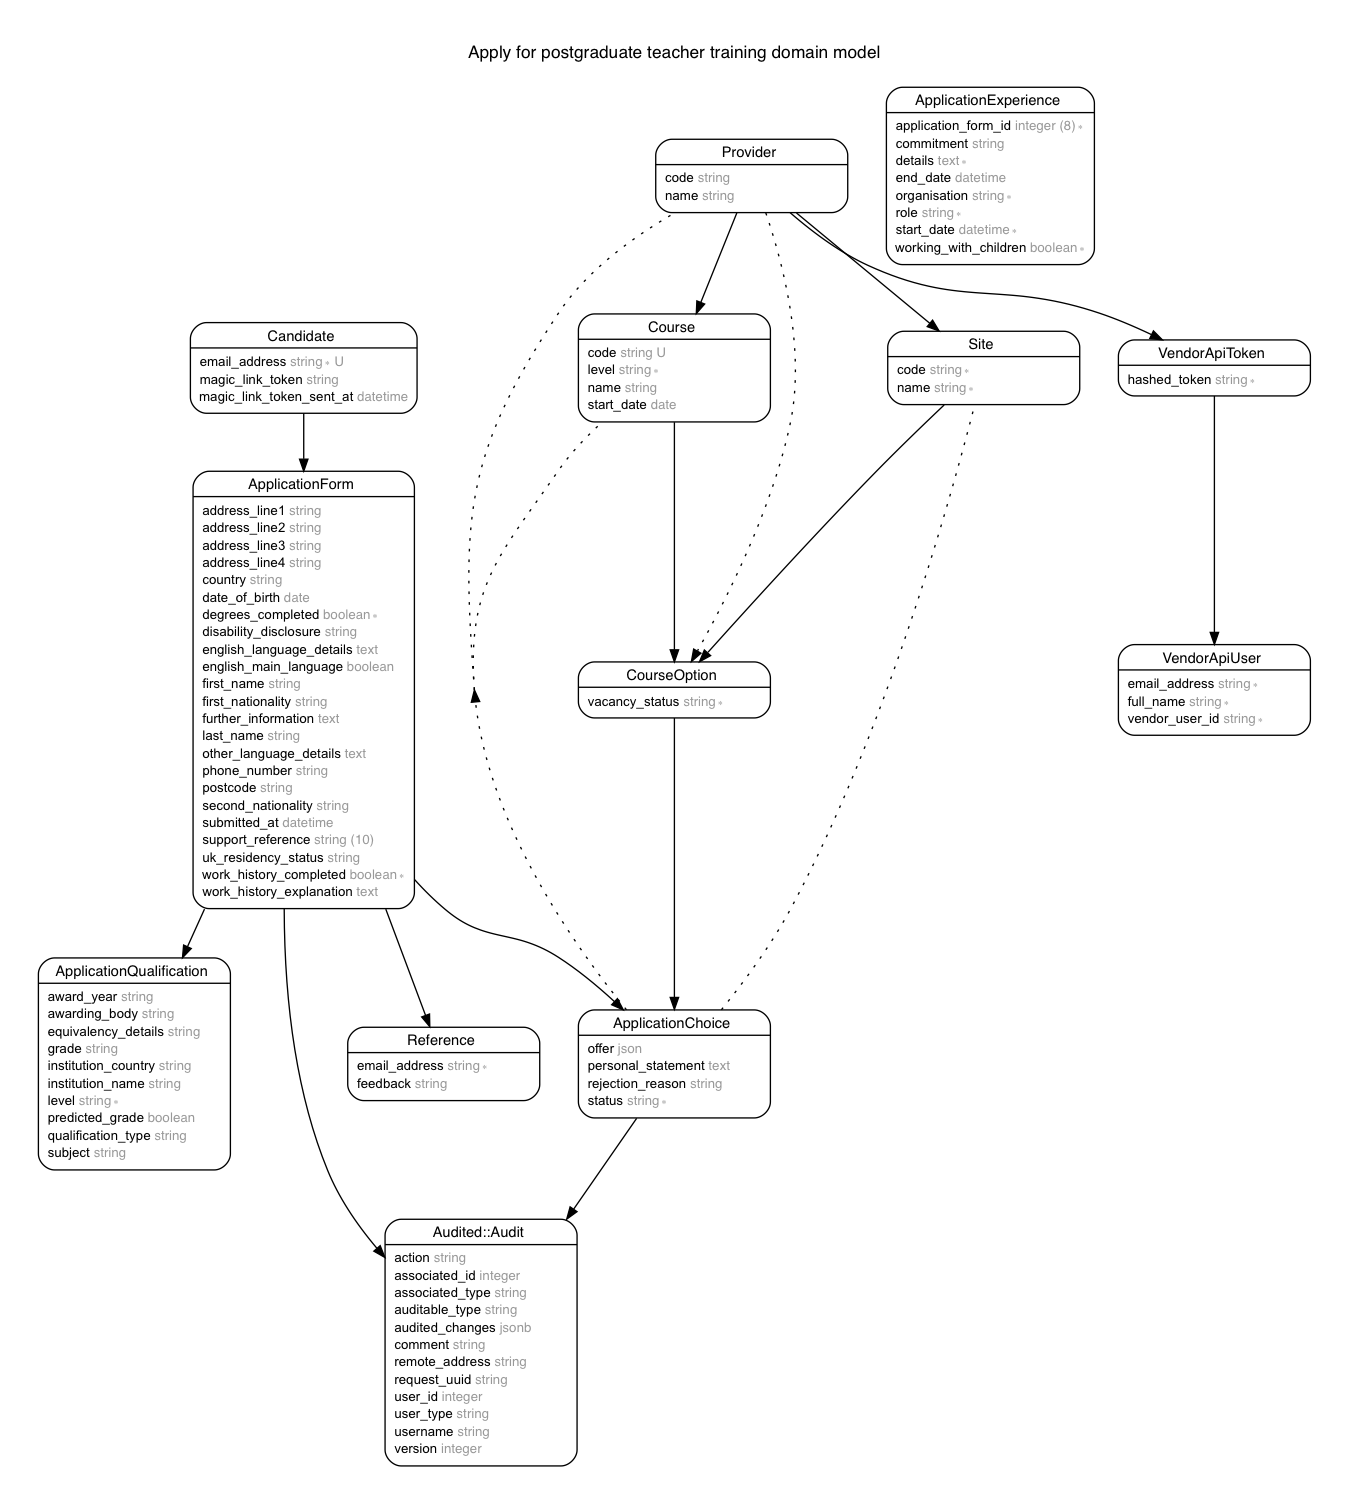 Apply for postgraduate teacher training domain model
ApplicationExperience
application_form_id integer (8) ∗
commitment string
details text ∗
end_date datetime
organisation string ∗
role string ∗
start_date datetime ∗
working_with_children boolean ∗
Provider
code string
name string
Course
code string U
level string ∗
name string
start_date date
Candidate
email_address string ∗ U
magic_link_token string
magic_link_token_sent_at datetime
Site
code string ∗
name string ∗
VendorApiToken
hashed_token string ∗
ApplicationForm
address_line1 string
address_line2 string
address_line3 string
address_line4 string
country string
date_of_birth date
degrees_completed boolean ∗
disability_disclosure string
english_language_details text
english_main_language boolean
first_name string
first_nationality string
further_information text
last_name string
other_language_details text
phone_number string
postcode string
second_nationality string
submitted_at datetime
support_reference string (10)
uk_residency_status string
work_history_completed boolean ∗
work_history_explanation text
CourseOption
vacancy_status string ∗
VendorApiUser
email_address string ∗
full_name string ∗
vendor_user_id string ∗
ApplicationQualification
award_year string
awarding_body string
equivalency_details string
grade string
institution_country string
institution_name string
level string ∗
predicted_grade boolean
qualification_type string
subject string
Reference
email_address string ∗
feedback string
ApplicationChoice
offer json
personal_statement text
rejection_reason string
status string ∗
Audited::Audit
action string
associated_id integer
associated_type string
auditable_type string
audited_changes jsonb
comment string
remote_address string
request_uuid string
user_id integer
user_type string
username string
version integer